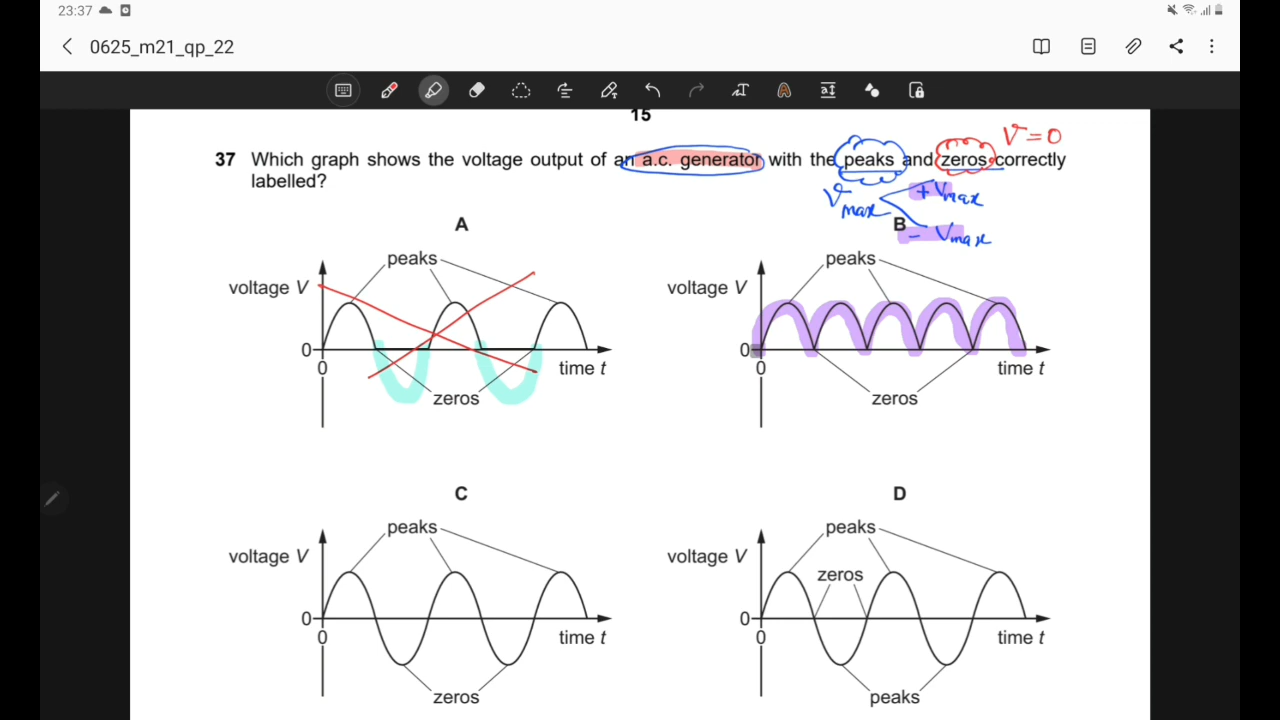 23:37
0625_m21_qp_22
15
V=0
37 Which graph shows the voltage output of an a.c. generator with the peaks and zeros correctly
labelled?
Vmax
+Vmax
-Vmax
A
peaks
voltage V
0
0
time t
zeros
B
peaks
voltage V
0
0
time t
zeros
C
peaks
voltage V
0
0
time t
zeros
D
peaks
voltage V
zeros
0
0
time t
peaks